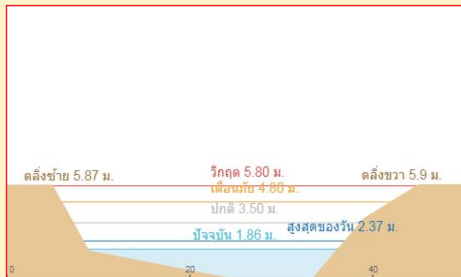 วิกฤต 5.80 ม.
ตลิ่งซ้าย 5.87 ม.
ตลิ่งขวา 5.9 ม.
เตือนภัย 4.80 ม.
ปกติ 3.50 ม.
สูงสุดของวัน 2.37 ม.
ปัจจุบัน 1.86 ม.
0 20 40